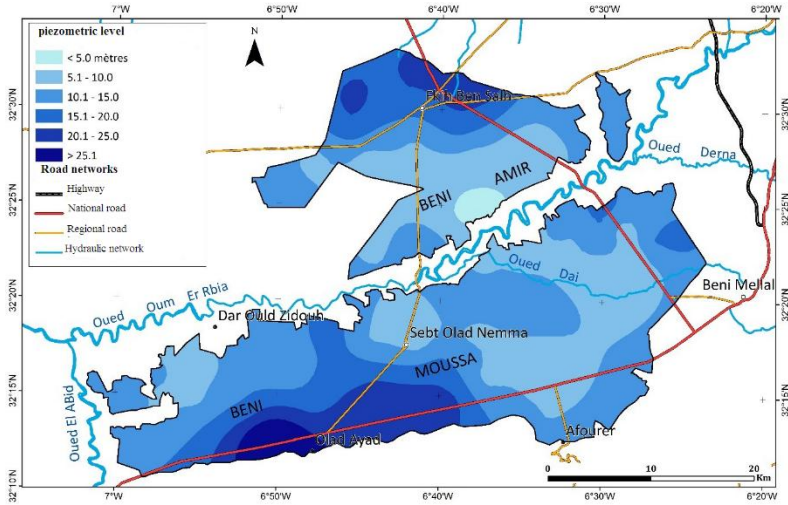 7°W
6°50'W
6°40'W
6°30'W
6°20'W
piezometric level
< 5.0 mètres
5.1 - 10.0
10.1 - 15.0
15.1 - 20.0
20.1 - 25.0
> 25.1
Road networks
Highway
National road
Regional road
Hydraulic network
N
32°30'N
32°30'N
Oued Derna
BENI AMIR
32°25'N
32°25'N
Oued Dai
Beni Mellal
32°20'N
32°20'N
Oued Oum Er Rbia
Dar Ould Zidouh
Sebt Olad Nemma
MOUSSA
32°15'N
32°15'N
BENI
Oued El ABid
Olad Ayad
Afourer
0 10 20
Km
32°10'N
32°10'N
7°W
6°50'W
6°40'W
6°30'W
6°20'W